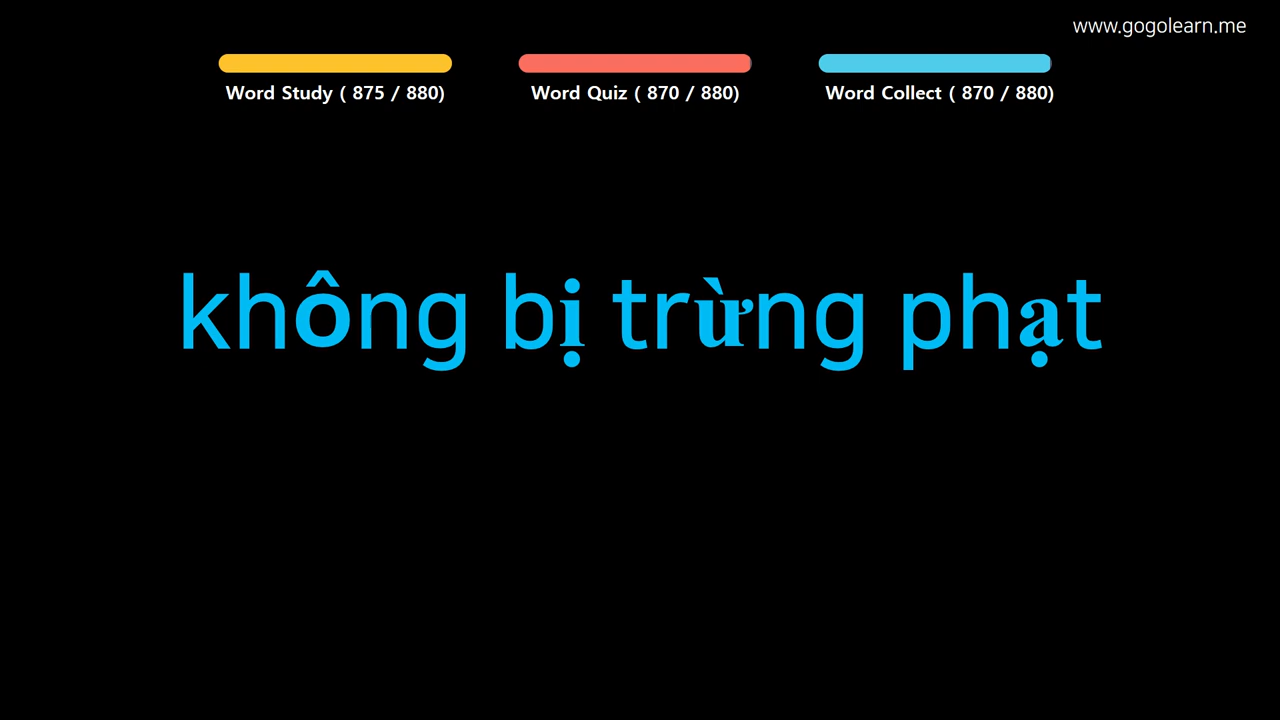 www.gogolearn.me
Word Study ( 875 / 880)
Word Quiz ( 870 / 880)
Word Collect ( 870 / 880)
không bị trừng phạt